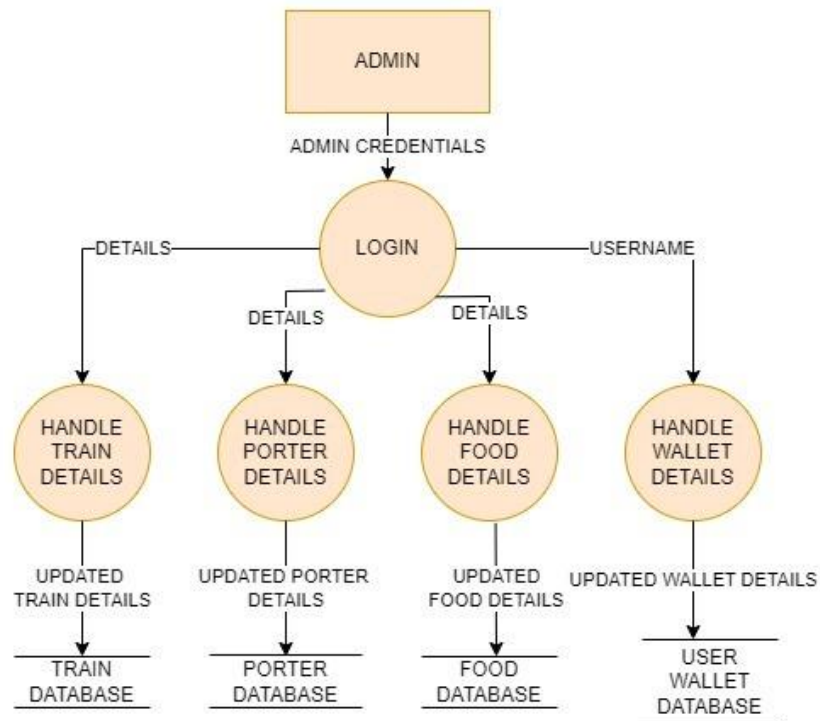 ADMIN
ADMIN CREDENTIALS
LOGIN
DETAILS
USERNAME
DETAILS
DETAILS
HANDLE
TRAIN
DETAILS
HANDLE
PORTER
DETAILS
HANDLE
FOOD
DETAILS
HANDLE
WALLET
DETAILS
UPDATED
TRAIN DETAILS
UPDATED PORTER
DETAILS
UPDATED
FOOD DETAILS
UPDATED WALLET DETAILS
TRAIN
DATABASE
PORTER
DATABASE
FOOD
DATABASE
USER
WALLET
DATABASE